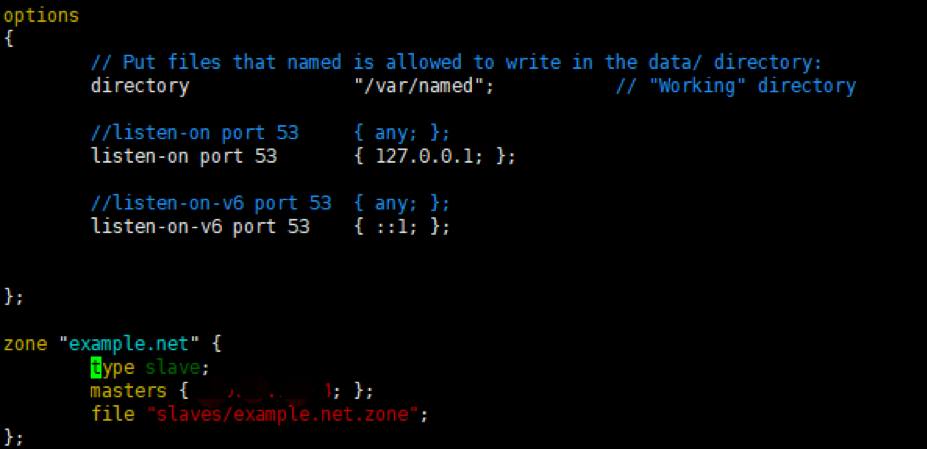 options
{
// Put files that named is allowed to write in the data/ directory:
directory "/var/named"; // "Working" directory
//listen-on port 53 { any; };
listen-on port 53 { 127.0.0.1; };
//listen-on-v6 port 53 { any; };
listen-on-v6 port 53 { ::1; };
};
zone "example.net" {
type slave;
masters { ; };
file "slaves/example.net.zone";
};